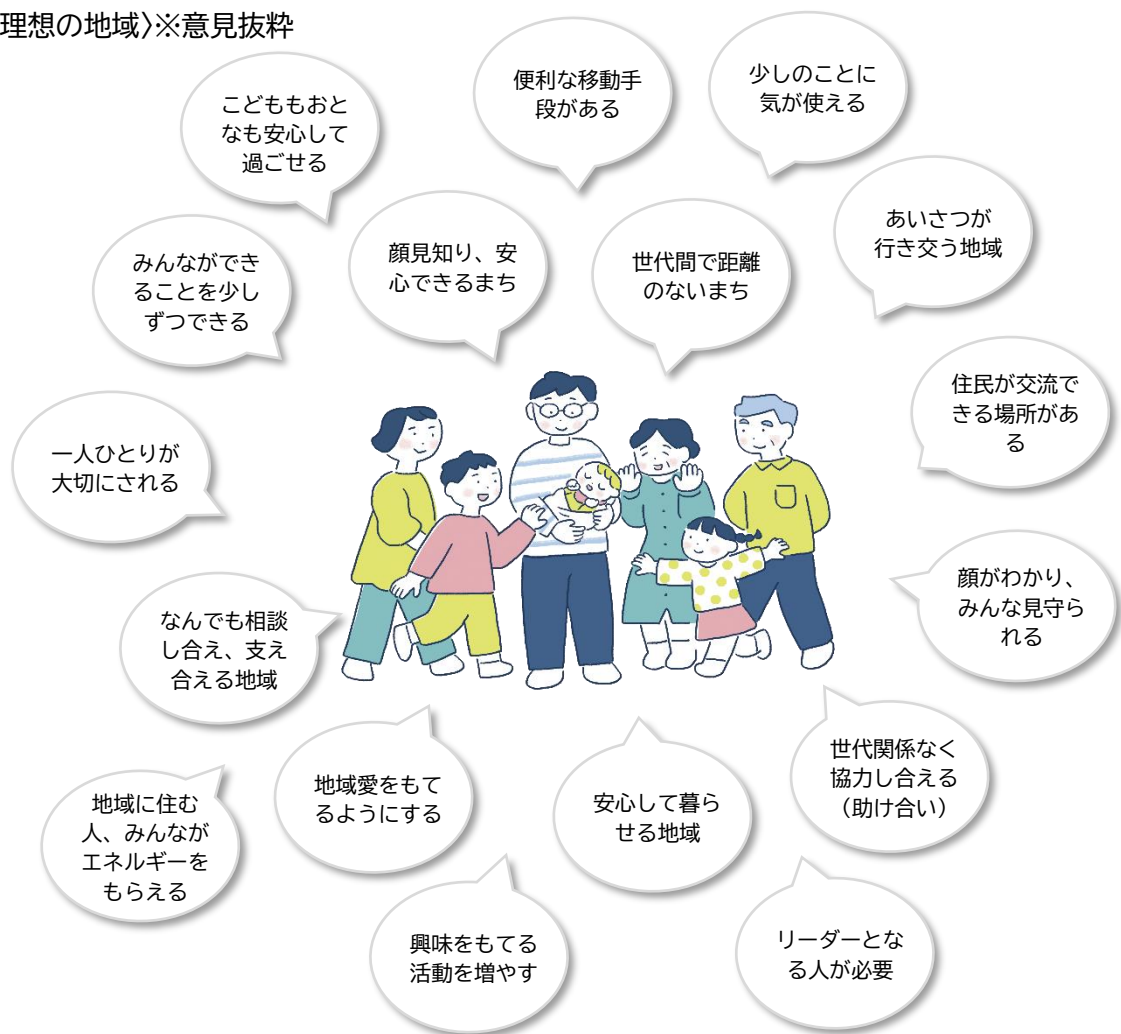 理想の地域〉※意見抜粋
便利な移動手
段がある
少しのことに
気が使える
こどももおと
なも安心して
過ごせる
あいさつが
行き交う地域
顔見知り、安
心できるまち
世代間で距離
のないまち
みんながでさ
ることを少し
ずつできる
住民が交流で
きる場所があ
る
一人ひとりが
大切にされる
顔がわかり、
みんな見守ら
れる
なんでも相談
し合え、支え
合える地域
世代関係なく
協力し合える
（助け合い）
地域愛をもて
るようにする
安心して暮ら
せる地域
地域に住む
人、みんなが
エネルギーを
もらえる
興味をもてる
活動を増やす
リーダーとな
る人が必要